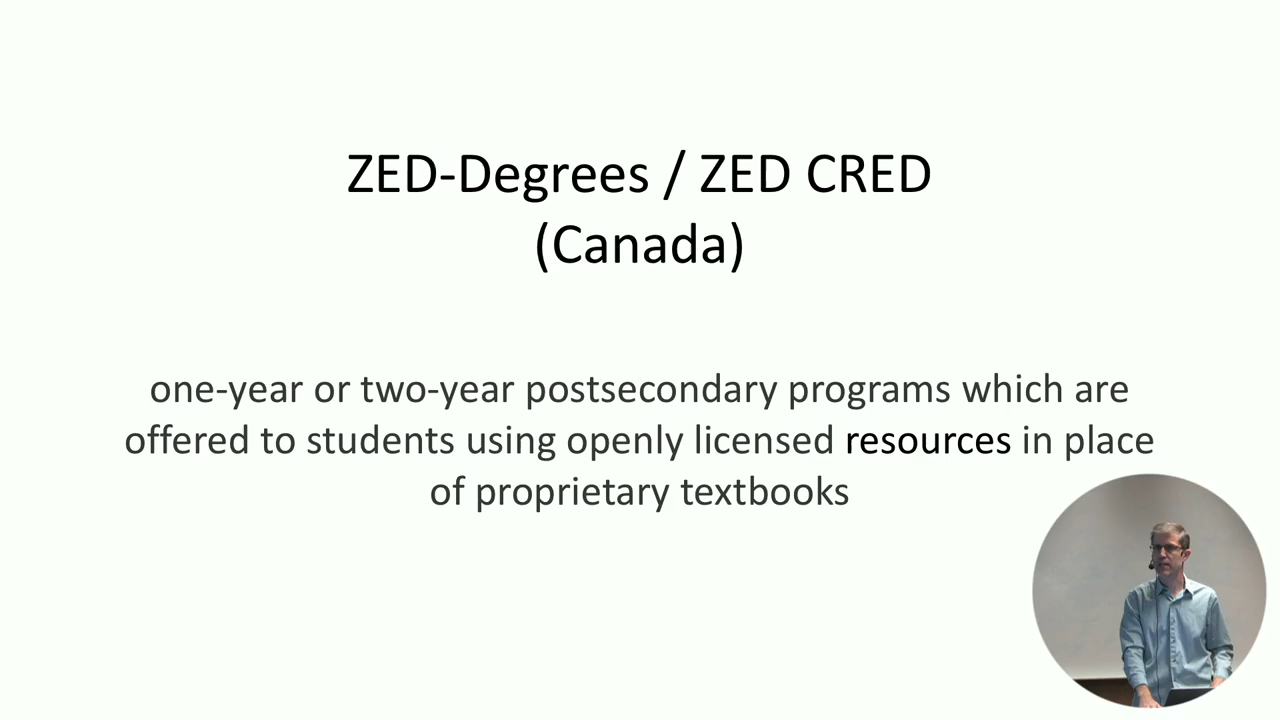 ZED-Degrees / ZED CRED
(Canada)
one-year or two-year postsecondary programs which are
offered to students using openly licensed resources in place
of proprietary textbooks